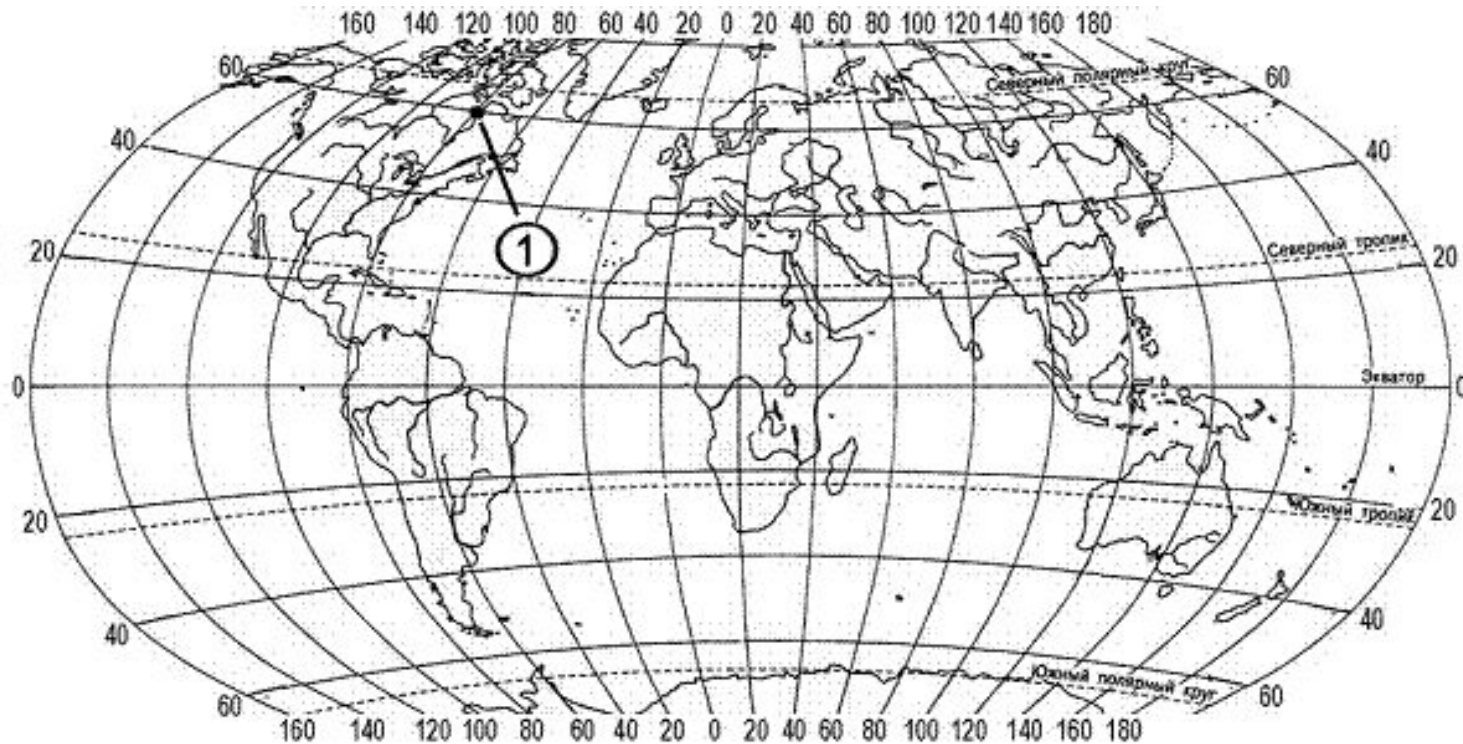 160 140 120 100 80 60 40 20 0 20 40 60 80 100 120 140 160 180
60 Северный полярный круг 60
40 40
1
Северный тропик
20 20
0 Экватор 0
20 Южный тропик 20
40 40
60 Южный полярный круг 60
160 140 120 100 80 60 40 20 0 20 40 60 80 100 120 140 160 180